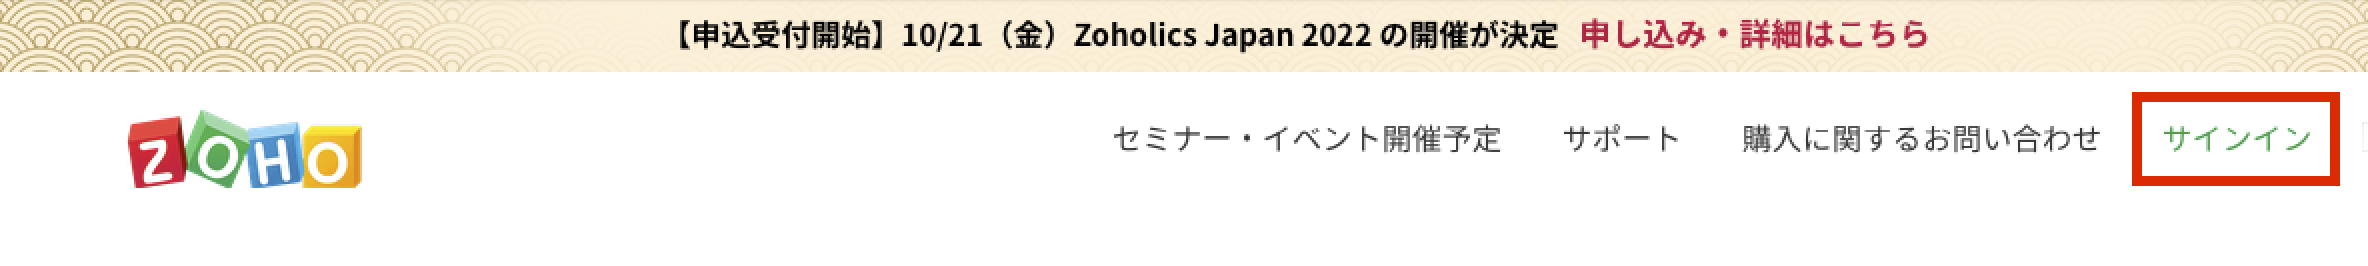 【申込受付開始】10/21（金）Zoholics Japan 2022 の開催が決定 申し込み・詳細はこちら
ZOHO セミナー・イベント開催予定 サポート 購入に関するお問い合わせ サインイン